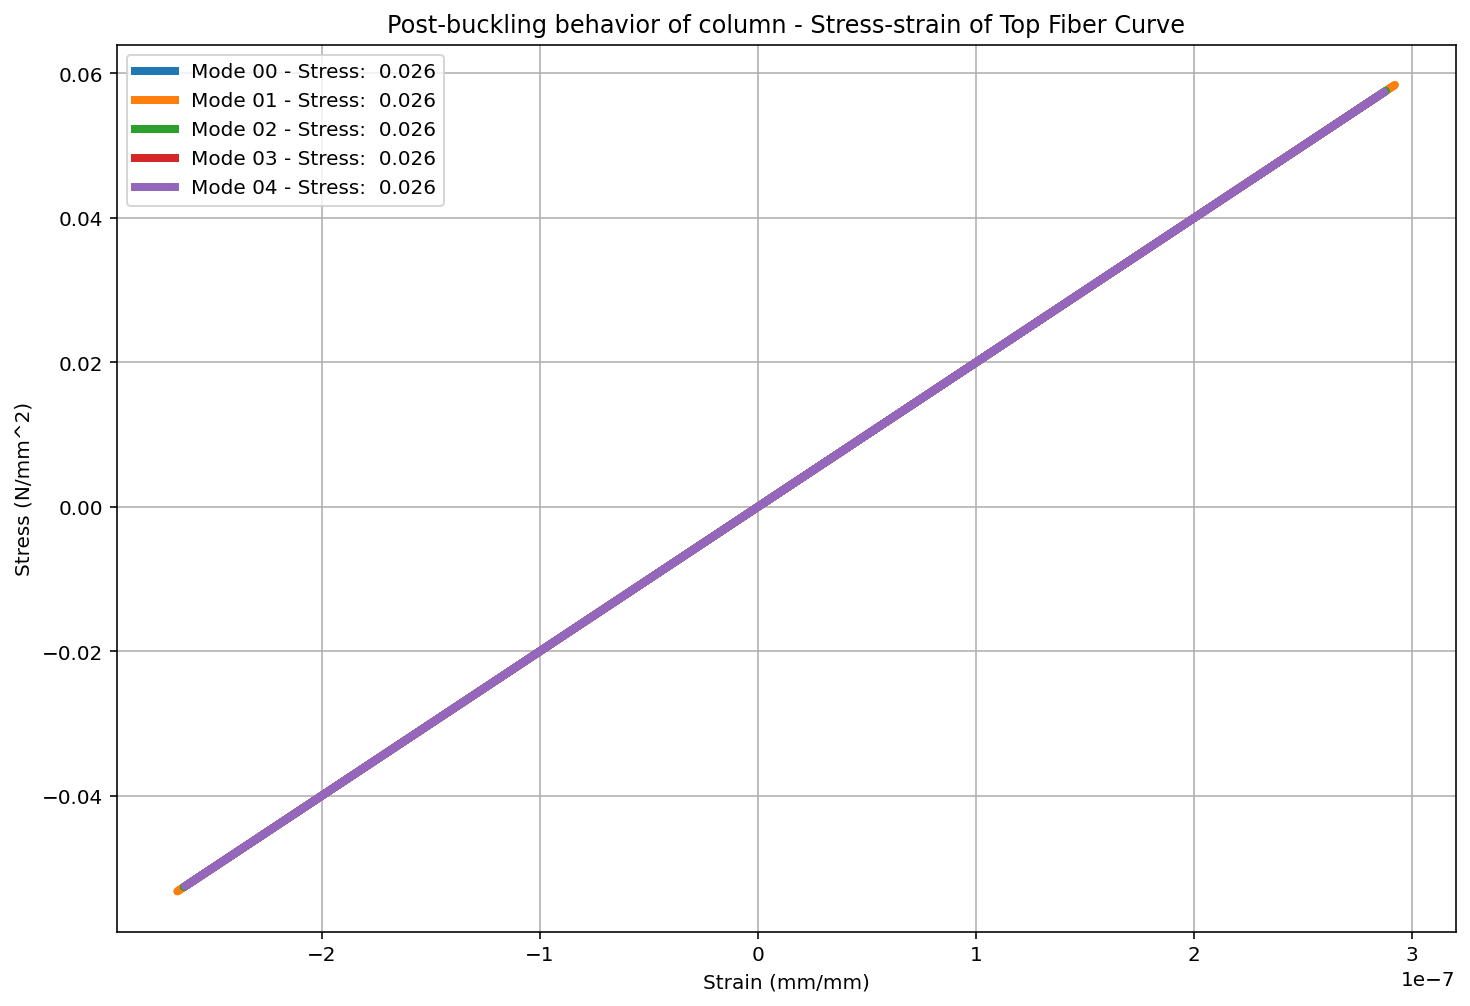 Post-buckling behavior of column - Stress-strain of Top Fiber Curve
Mode 00 - Stress:  0.026
Mode 01 - Stress:  0.026
Mode 02 - Stress:  0.026
Mode 03 - Stress:  0.026
Mode 04 - Stress:  0.026
0.06
0.04
0.02
0.00
−0.02
−0.04
Stress (N/mm^2)
−2 −1 0 1 2 3
Strain (mm/mm)
1e−7